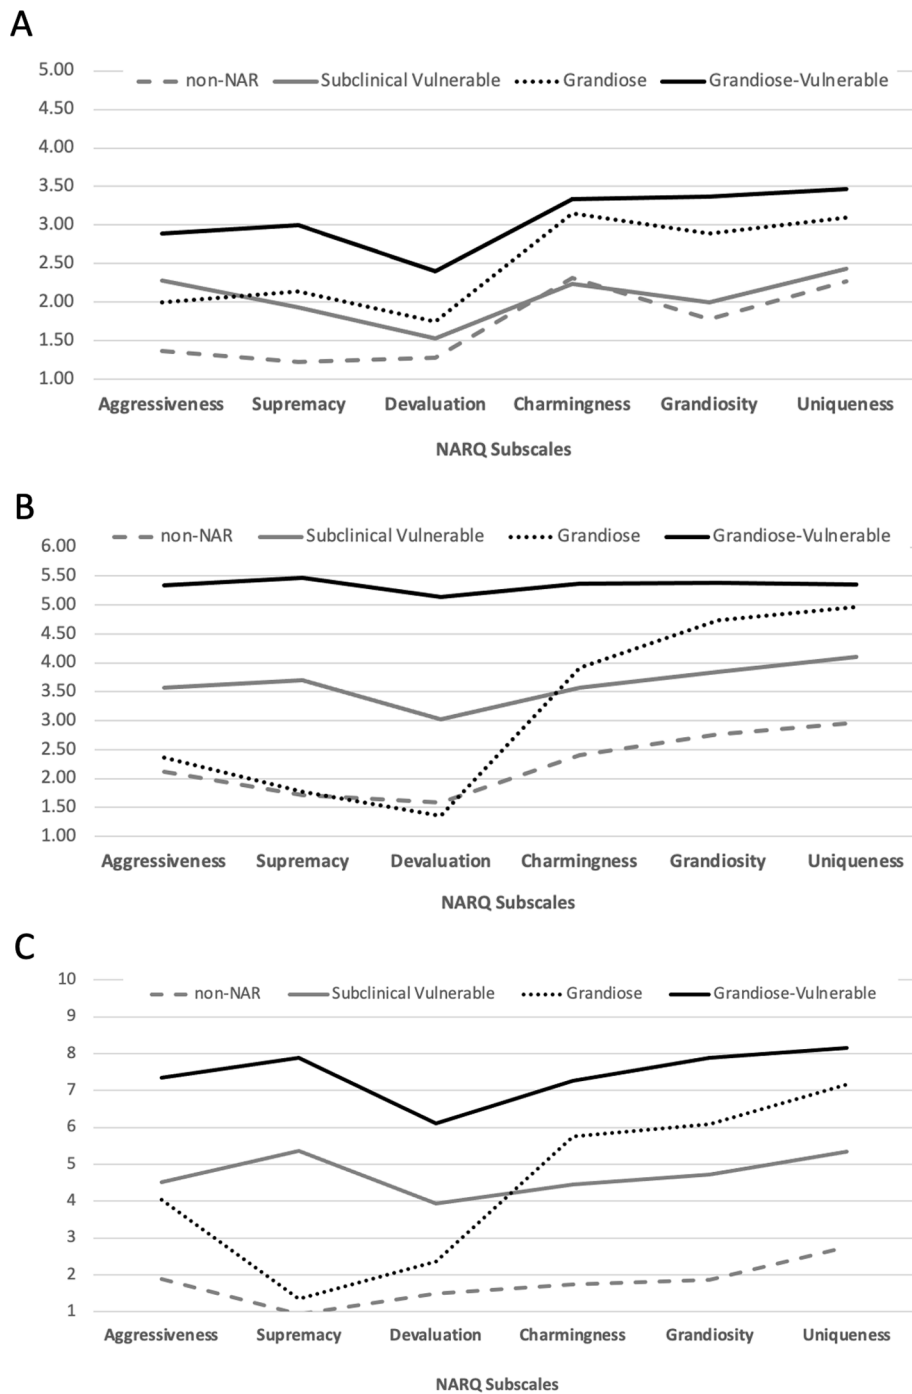 A
5.00
non-NAR Subclinical Vulnerable Grandiose Grandiose-Vulnerable
4.50
4.00
3.50
3.00
2.50
2.00
1.50
1.00
Aggressiveness Supremacy Devaluation Charmingness Grandiosity Uniqueness
NARQ Subscales
B
non-NAR Subclinical Vulnerable Grandiose Grandiose-Vulnerable
6.00
5.50
5.00
4.50
4.00
3.50
3.00
2.50
2.00
1.50
1.00
Aggressiveness Supremacy Devaluation Charmingness Grandiosity Uniqueness
NARQ Subscales
C
10
non-NAR Subclinical Vulnerable Grandiose Grandiose-Vulnerable
9
8
7
6
5
4
3
2
1
Aggressiveness Supremacy Devaluation Charmingness Grandiosity Uniqueness
NARQ Subscales